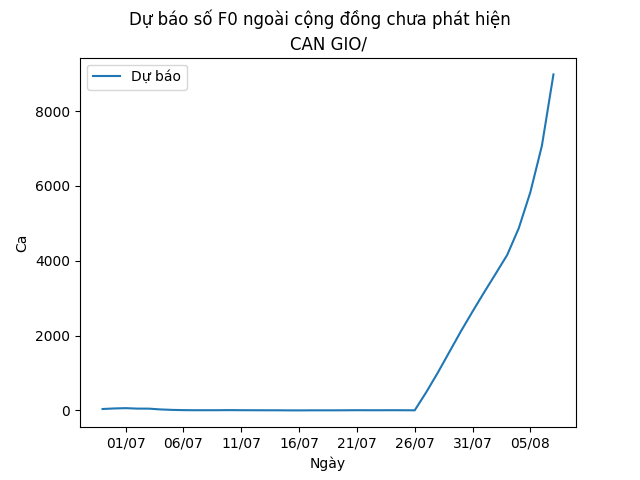 Dự báo số F0 ngoài cộng đồng chưa phát hiện
CAN GIO/
Dự báo
8000
6000
4000
2000
0
Ca
01/07 06/07 11/07 16/07 21/07 26/07 31/07 05/08
Ngày